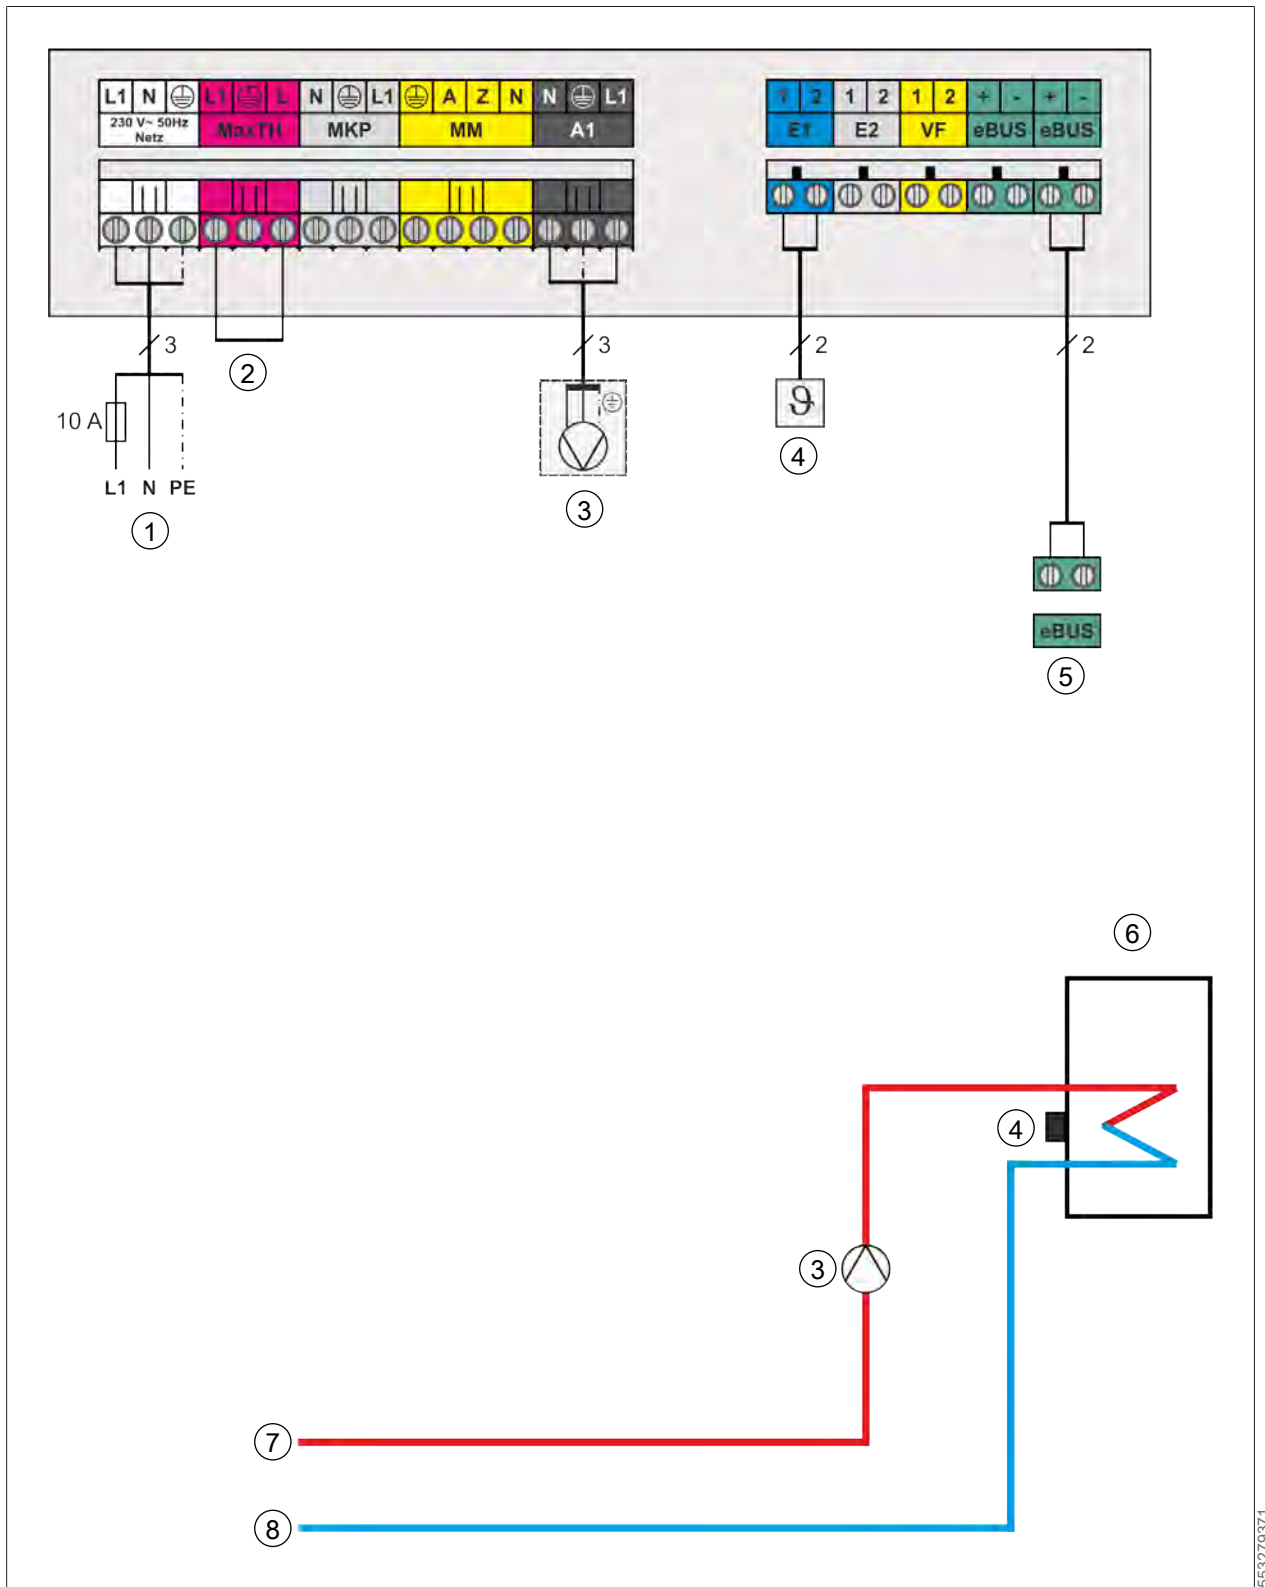 L1 N L1 L N L1 A Z N N L1
230 V~ 50Hz
Netz
MaxTH MKP MM A1
1 2 1 2 1 2 + - + -
E1 E2 VF eBUS eBUS
3
3
2
2
2
10 A
ϑ
4
L1 N PE
3
1
eBUS
5
6
4
3
7
8
553279371